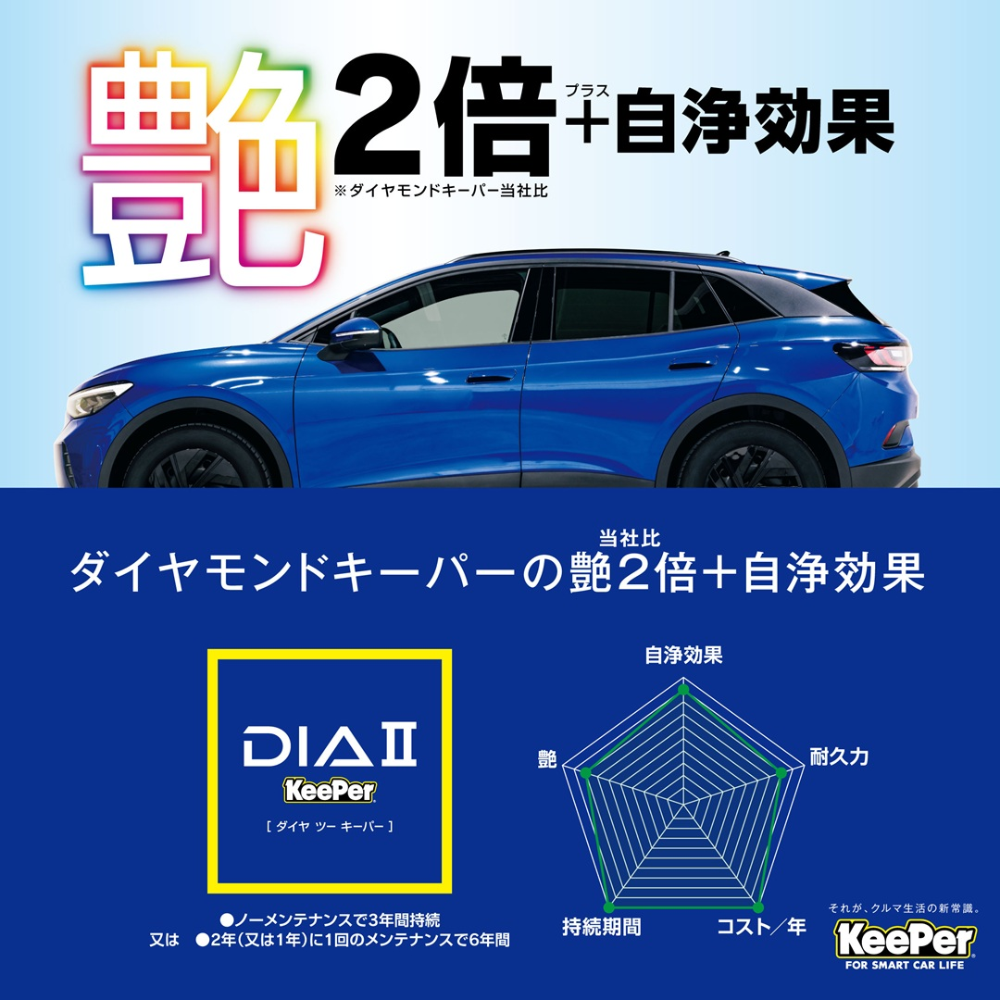 艶2倍+自浄効果
プラス
※ダイヤモンドキーパー当社比
当社比
ダイヤモンドキーパーの艶2倍+自浄効果
DIA II
KeePer
[ ダイヤ ツー キーパー ]
●ノーメンテナンスで3年間持続
又は ●2年(又は1年)に1回のメンテナンスで6年間
自浄効果
艶
耐久力
持続期間
コスト/年
それが、クルマ生活の新常識。
KeePer
FOR SMART CAR LIFE